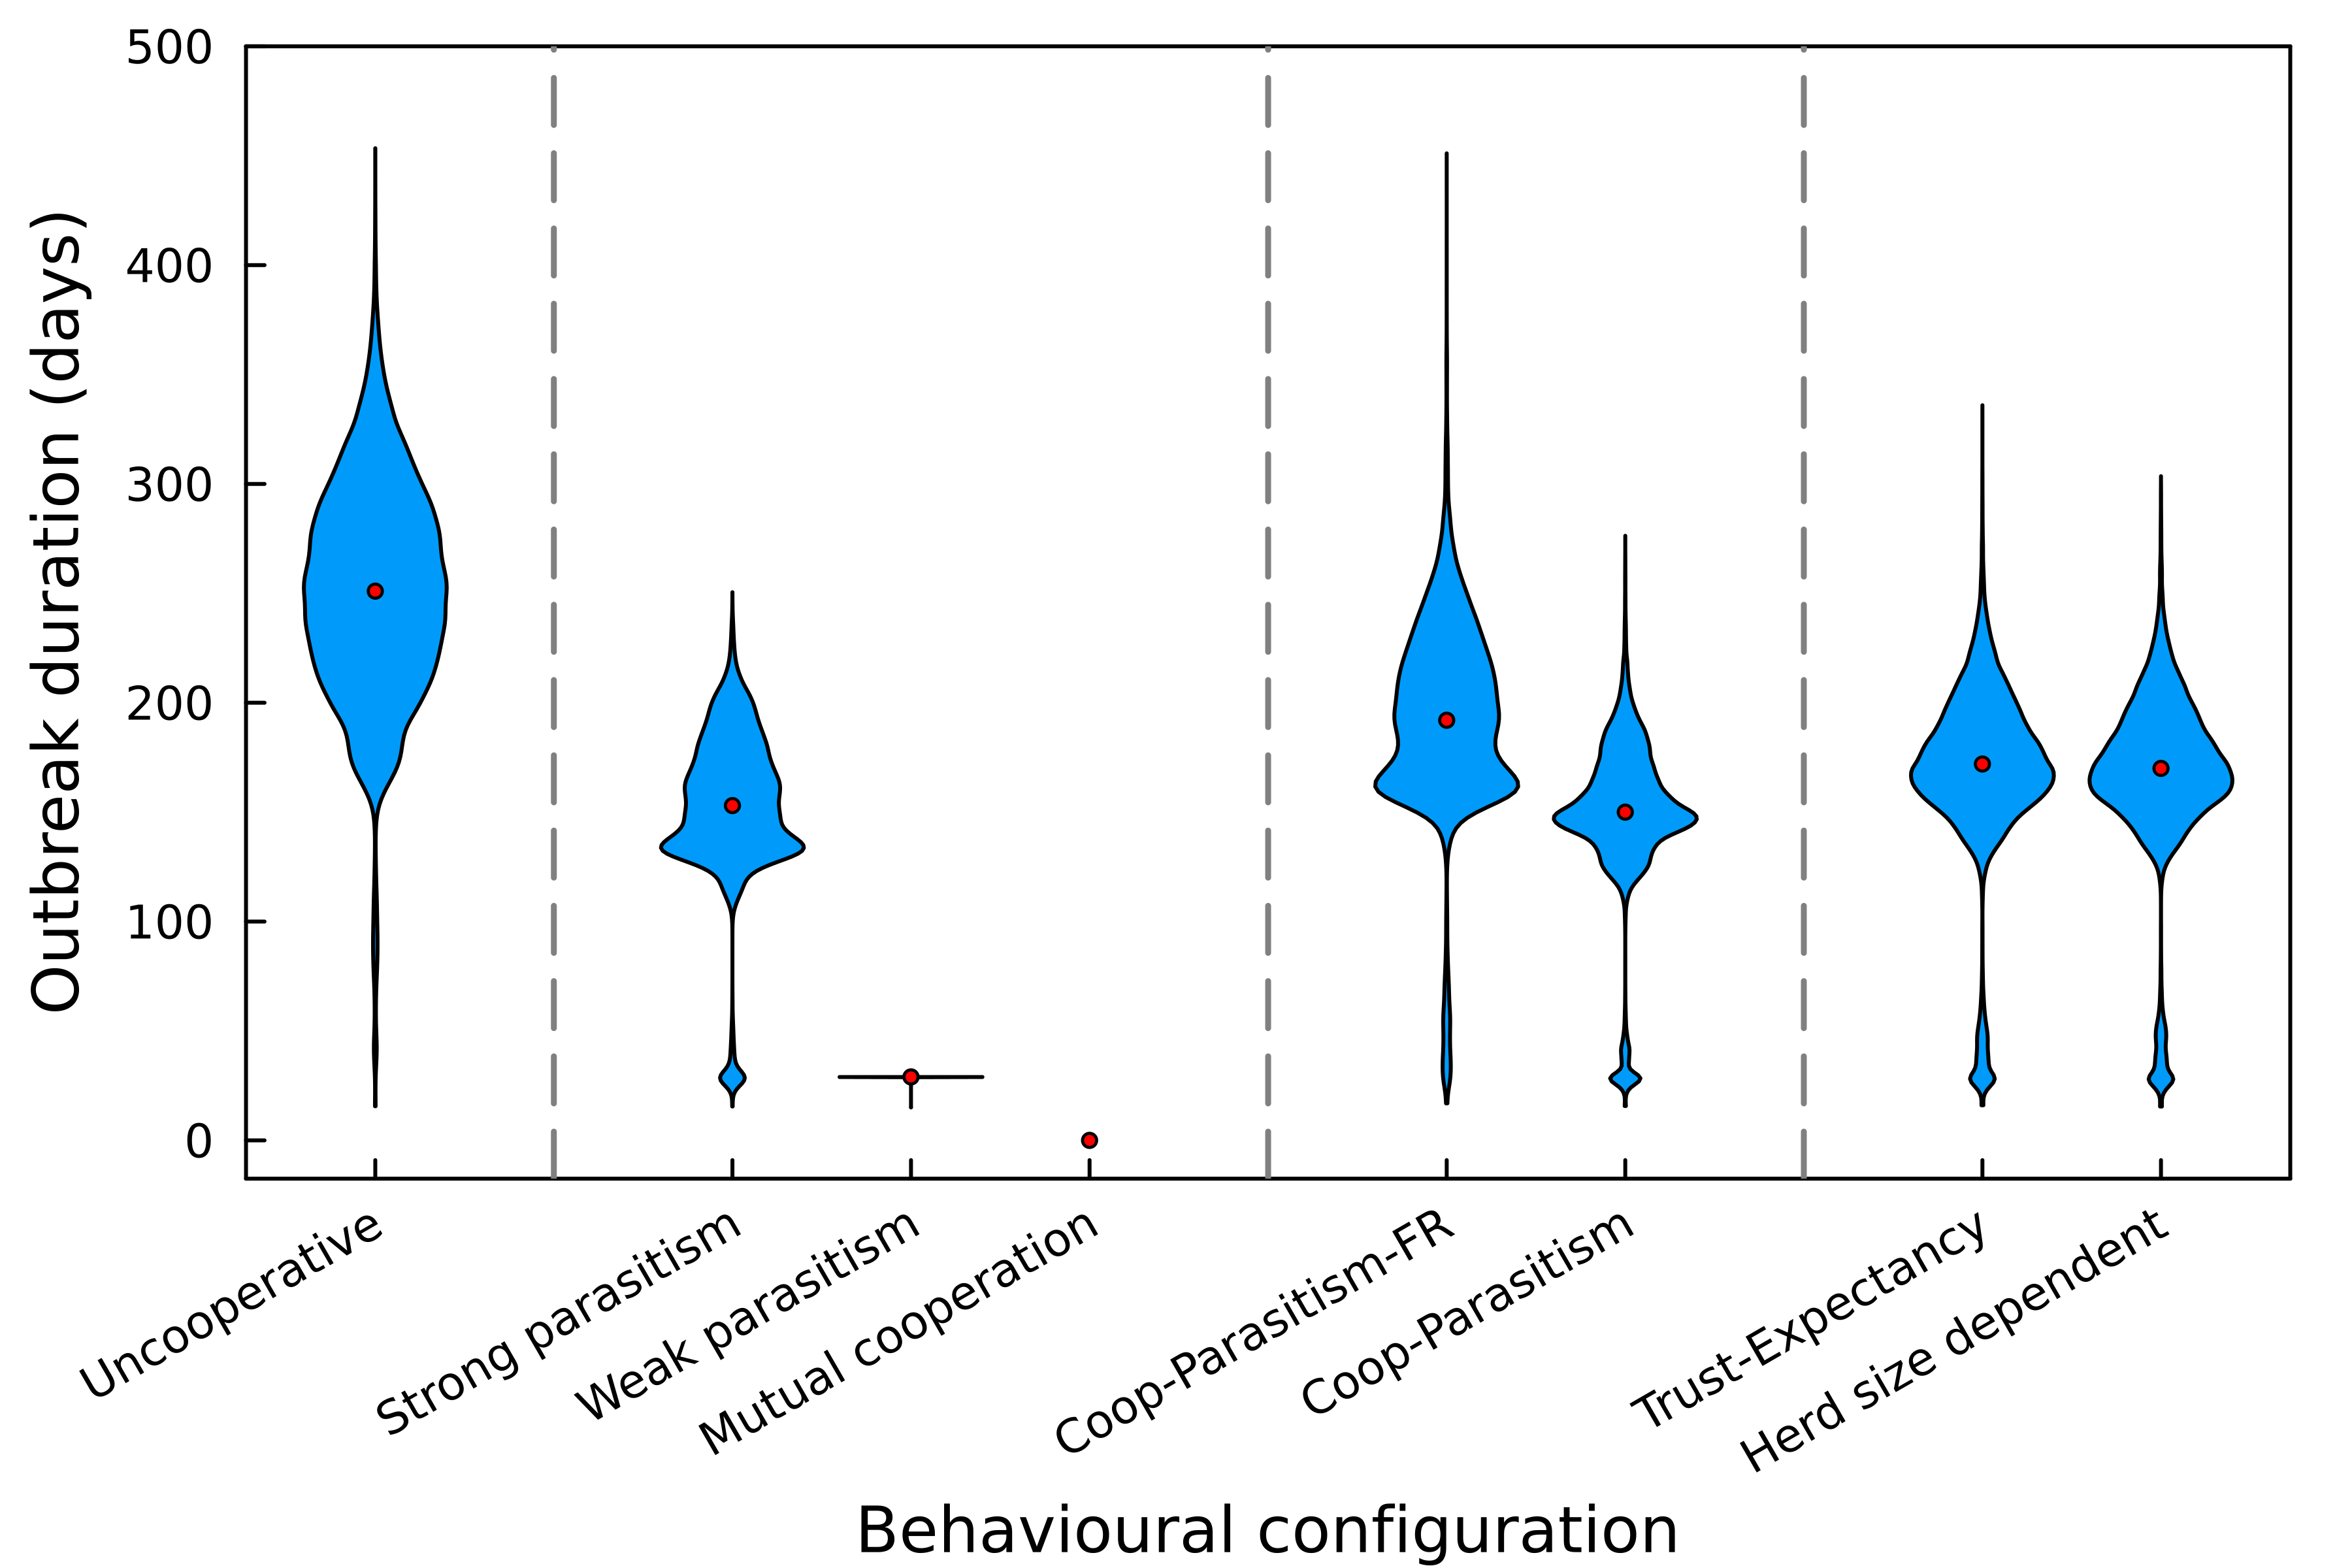 Outbreak duration (days)
500
400
300
200
100
0
Uncooperative
Strong parasitism
Weak parasitism
Mutual cooperation
Coop-Parasitism-FR
Coop-Parasitism
Trust-Expectancy
Herd size dependent
Behavioural configuration